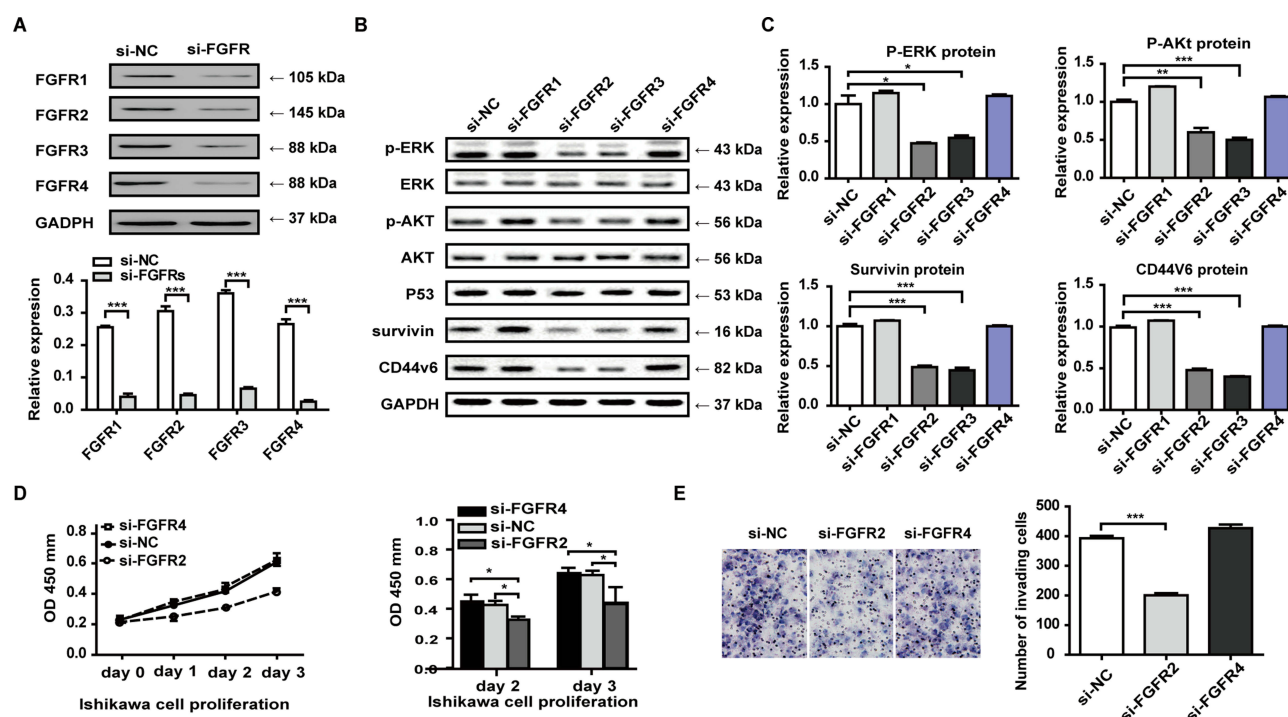 A
si-NC si-FGFR
FGFR1 ← 105 kDa
FGFR2 ← 145 kDa
FGFR3 ← 88 kDa
FGFR4 ← 88 kDa
GADPH ← 37 kDa
si-NC
si-FGFRs
Relative expression
0.4
0.3
0.2
0.1
0.0
*** *** *** ***
FGFR1 FGFR2 FGFR3 FGFR4
B
si-NC si-FGFR1 si-FGFR2 si-FGFR3 si-FGFR4
p-ERK ← 43 kDa
ERK ← 43 kDa
p-AKT ← 56 kDa
AKT ← 56 kDa
P53 ← 53 kDa
survivin ← 16 kDa
CD44v6 ← 82 kDa
GAPDH ← 37 kDa
C
P-ERK protein
Relative expression
1.5
1.0
0.5
0.0
*
*
si-NC si-FGFR1 si-FGFR2 si-FGFR3 si-FGFR4
P-AKt protein
Relative expression
1.5
1.0
0.5
0.0
***
**
si-NC si-FGFR1 si-FGFR2 si-FGFR3 si-FGFR4
Survivin protein
Relative expression
1.5
1.0
0.5
0.0
***
***
si-NC si-FGFR1 si-FGFR2 si-FGFR3 si-FGFR4
CD44V6 protein
Relative expression
1.5
1.0
0.5
0.0
***
***
si-NC si-FGFR1 si-FGFR2 si-FGFR3 si-FGFR4
D
si-FGFR4
si-NC
si-FGFR2
OD 450 mm
0.8
0.6
0.4
0.2
0.0
day 0 day 1 day 2 day 3
Ishikawa cell proliferation
si-FGFR4
si-NC
si-FGFR2
OD 450 mm
1.0
0.8
0.6
0.4
0.2
0.0
* * * *
day 2 day 3
Ishikawa cell proliferation
E
si-NC si-FGFR2 si-FGFR4
Number of invading cells
500
400
300
200
100
0
***
si-NC si-FGFR2 si-FGFR4